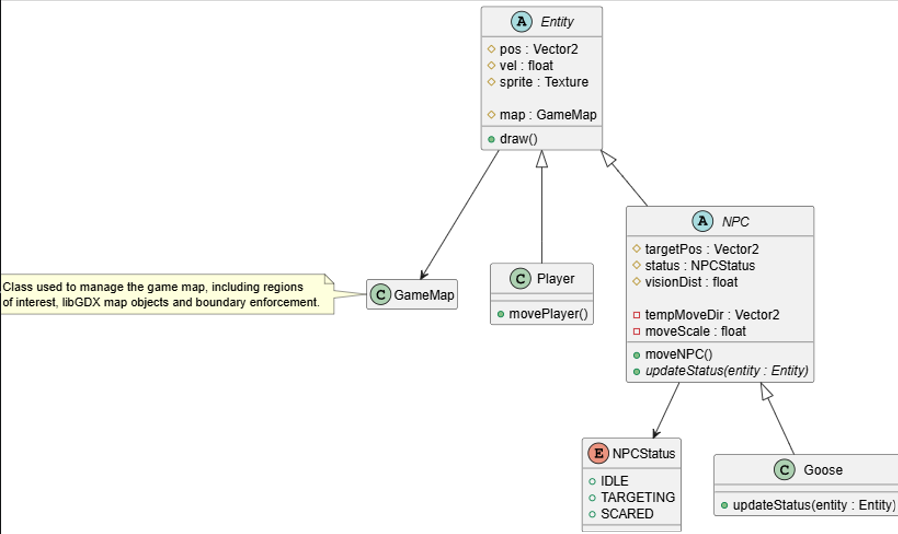 A Entity
pos : Vector2
vel : float
sprite : Texture
map : GameMap
draw()
A NPC
targetPos : Vector2
status : NPCStatus
visionDist : float
tempMoveDir : Vector2
moveScale : float
moveNPC()
updateStatus(entity : Entity)
C Player
movePlayer()
Class used to manage the game map, including regions
of interest, libGDX map objects and boundary enforcement.
C GameMap
E NPCStatus
IDLE
TARGETING
SCARED
C Goose
updateStatus(entity : Entity)